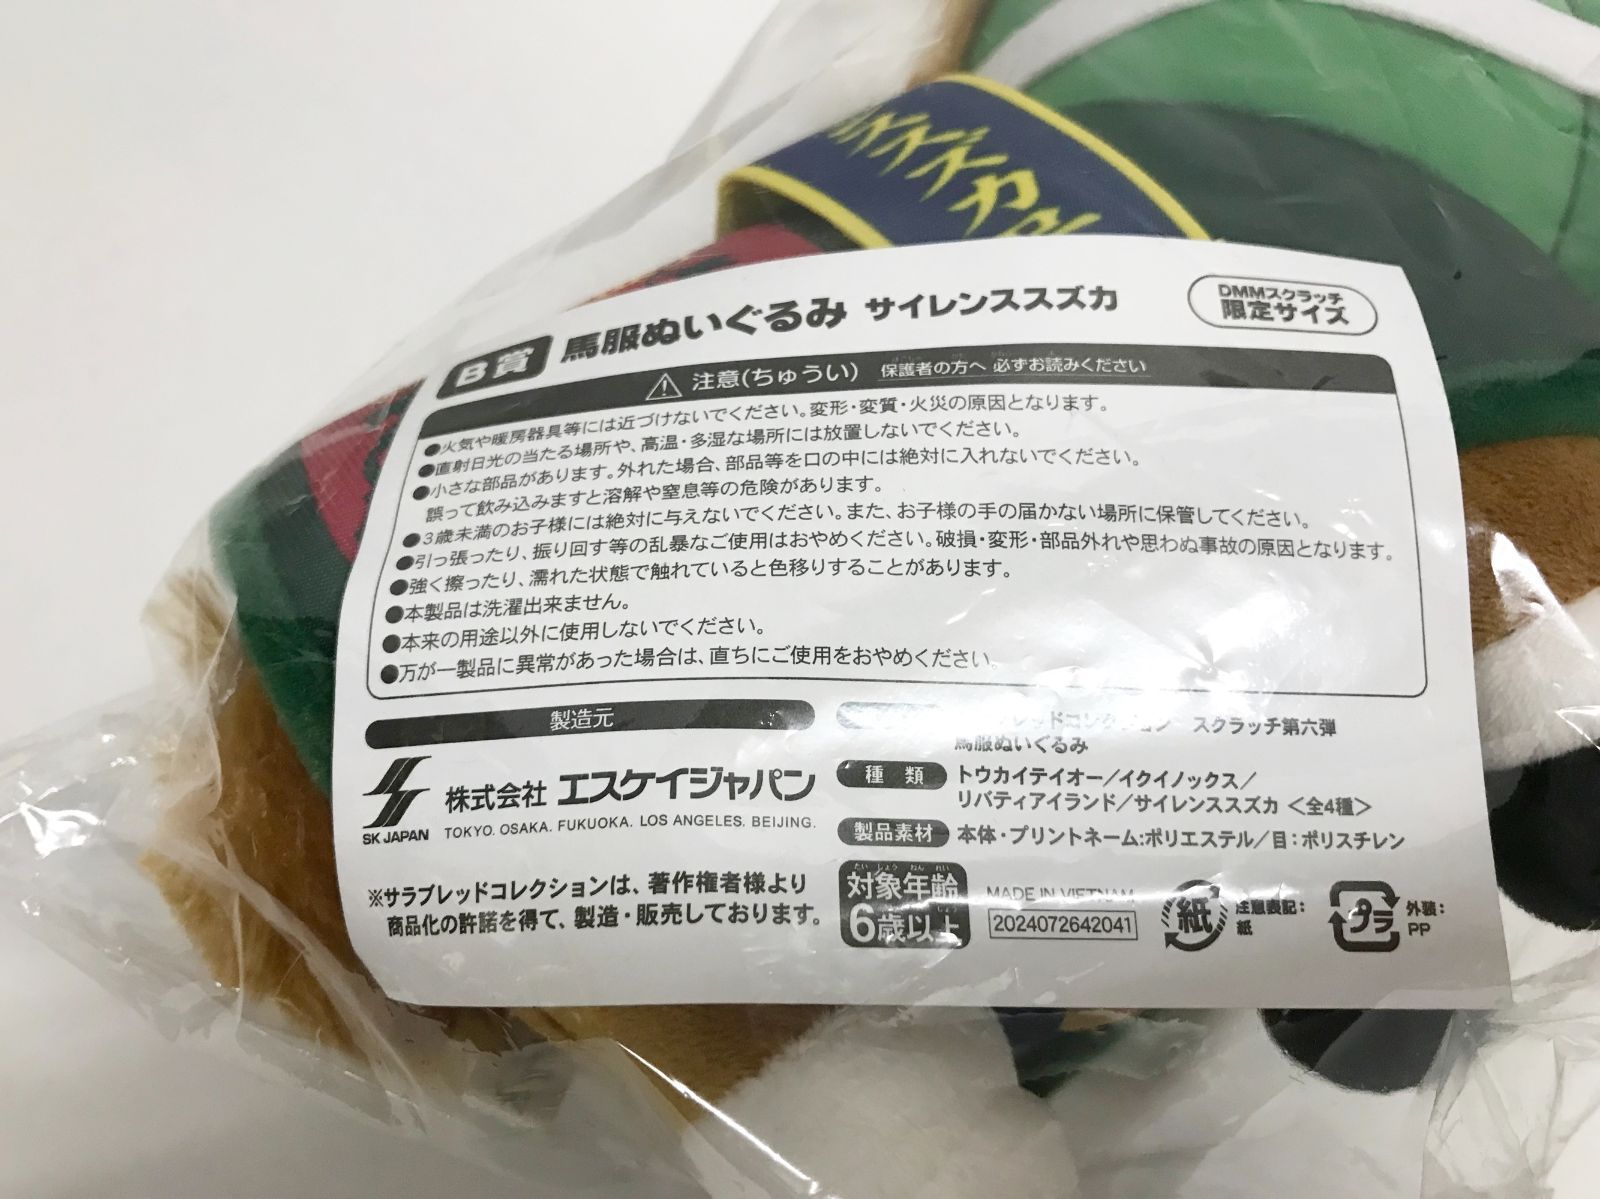 スズカ
B賞 馬服ぬいぐるみ サイレンススズカ
DMMスクラッチ
限定サイズ
注意(ちゅうい) 保護者の方へ 必ずお読みください
●火気や暖房器具等には近づけないでください。変形・変質・火災の原因となります。
●直射日光の当たる場所や、高温・多湿な場所には放置しないでください。
●小さな部品があります。外れた場合、部品等を口の中には絶対に入れないでください。
誤って飲み込みますと溶解や窒息等の危険があります。
●3歳未満のお子様には絶対に与えないでください。また、お子様の手の届かない場所に保管してください。
●引っ張ったり、振り回す等の乱暴なご使用はおやめください。破損・変形・部品外れや思わぬ事故の原因となります。
●強く擦ったり、濡れた状態で触れていると色移りすることがあります。
●本製品は洗濯出来ません。
●本来の用途以外に使用しないでください。
●万が一製品に異常があった場合は、直ちにご使用をおやめください。
製造元
SK JAPAN
株式会社 エスケイジャパン
TOKYO. OSAKA. FUKUOKA. LOS ANGELES. BEIJING.
※サラブレッドコレクションは、著作権者様より
商品化の許諾を得て、製造・販売しております。
レッドコレクション スクラッチ第六弾
馬服ぬいぐるみ
種類 トウカイテイオー/イクイノックス/
リバティアイランド/サイレンススズカ <全4種>
製品素材 本体・プリントネーム:ポリエステル/目:ポリスチレン
たいしょうねんれい
対象年齢
6歳以上
MADE IN VIETNAM
2024072642041
紙
注意表記:
紙
プラ
外装:
PP